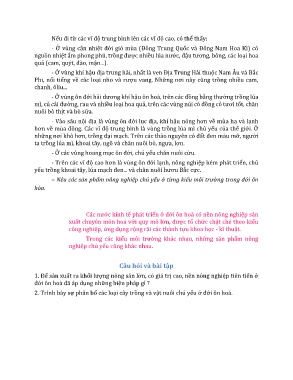 Nếu đi từ các vĩ độ trung bình lên các vĩ độ cao, có thể thấy:
- Ở vùng cận nhiệt đới gió mùa (Đông Trung Quốc và Đông Nam Hoa Kì) có
nguồn nhiệt ẩm phong phú, trồng được nhiều lúa nước, đậu tương, bông, các loại hoa
quả (cam, quýt, đào, mận...).
- Ở vùng khí hậu địa trung hải, nhất là ven Địa Trung Hải thuộc Nam Âu và Bắc
Phi, nổi tiếng về các loại nho và rượu vang. Những nơi này cũng trồng nhiều cam,
chanh, ôliu...
- Ở vùng ôn đới hải dương khí hậu ôn hoà, trên các đồng bằng thường trồng lúa
mì, củ cải đường, rau và nhiều loại hoa quả, trên các vùng núi có đồng cỏ tươi tốt, chăn
nuôi bò thịt và bò sữa.
- Vào sâu nội địa là vùng ôn đới lục địa, khí hậu nóng hơn về mùa hạ và lạnh
hơn về mùa đông. Các vĩ độ trung bình là vùng trồng lúa mì chủ yếu của thế giới. Ở
những nơi khô hơn, trồng đại mạch. Trên các thảo nguyên có đất đen màu mỡ, người
ta trồng lúa mì, khoai tây, ngô và chăn nuôi bò, ngựa, lợn.
- Ở các vùng hoang mạc ôn đới, chủ yếu chăn nuôi cừu.
- Trên các vĩ độ cao hơn là vùng ôn đới lạnh, nông nghiệp kém phát triển, chủ
yếu trồng khoai tây, lúa mạch đen... và chăn nuôi hươu Bắc cực.
– Nêu các sản phẩm nông nghiệp chủ yếu ở từng kiểu môi trường trong đới ôn
hòa.
Các nước kinh tế phát triển ở đới ôn hoà có nền nông nghiệp sản
xuất chuyên môn hoá với quy mô lớn, được tổ chức chặt chẽ theo kiểu
công nghiệp, ứng dụng rộng rãi các thành tựu khoa học - kĩ thuật.
Trong các kiểu môi trường khác nhau, những sản phẩm nông
nghiệp chủ yếu cũng khác nhau.
Câu hỏi và bài tập
1. Để sản xuất ra khối lượng nông sản lớn, có giá trị cao, nền nông nghiệp tiên tiến ở
đới ôn hoà đã áp dụng những biện pháp gì ?
2. Trình bày sự phân bố các loại cây trồng và vật nuôi chủ yếu ở đới ôn hoà.